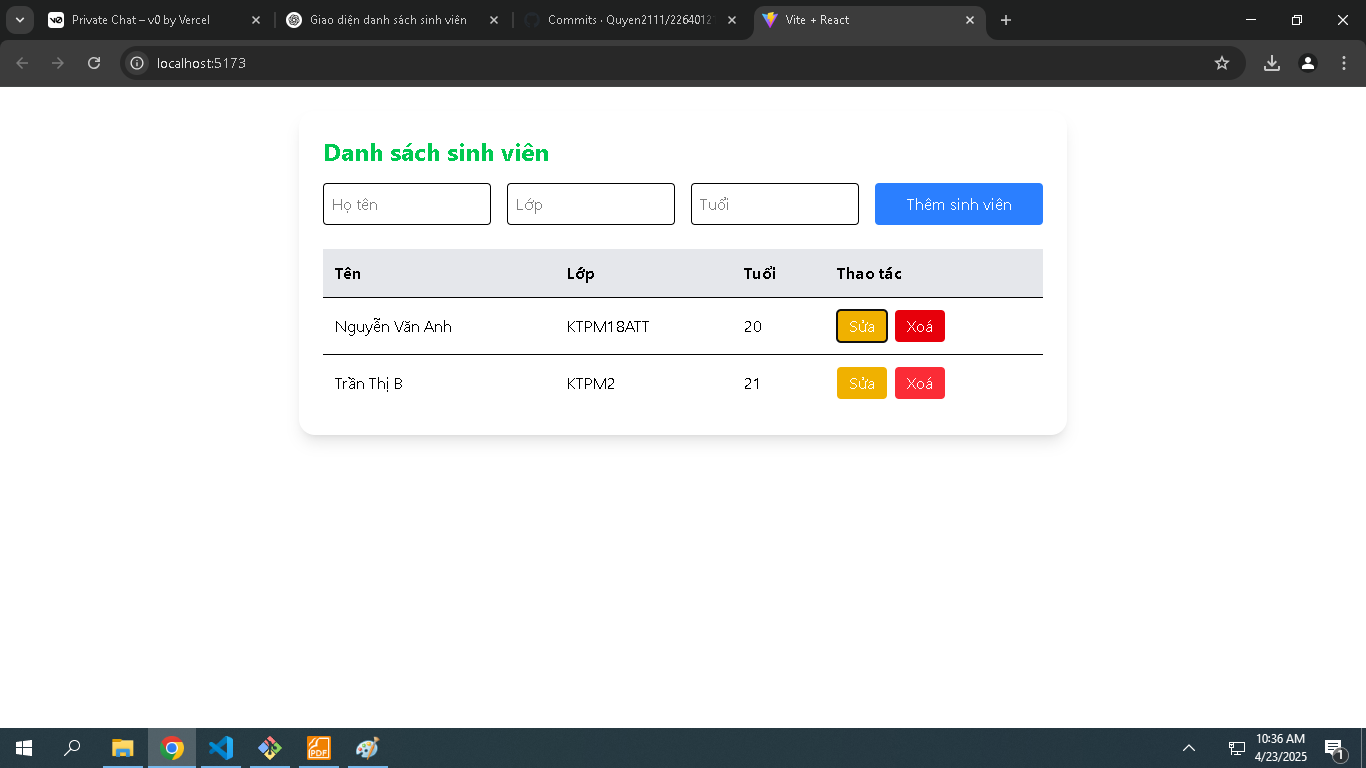 Private Chat – v0 by Vercel
Giao diện danh sách sinh viên
Commits · Quyen2111/2264012
Vite + React
localhost:5173
Danh sách sinh viên
Họ tên
Lớp
Tuổi
Thêm sinh viên
Tên Lớp Tuổi Thao tác
Nguyễn Văn Anh KTPM18ATT 20 Sửa Xoá
Trần Thị B KTPM2 21 Sửa Xoá
PDF
10:36 AM
4/23/2025
1